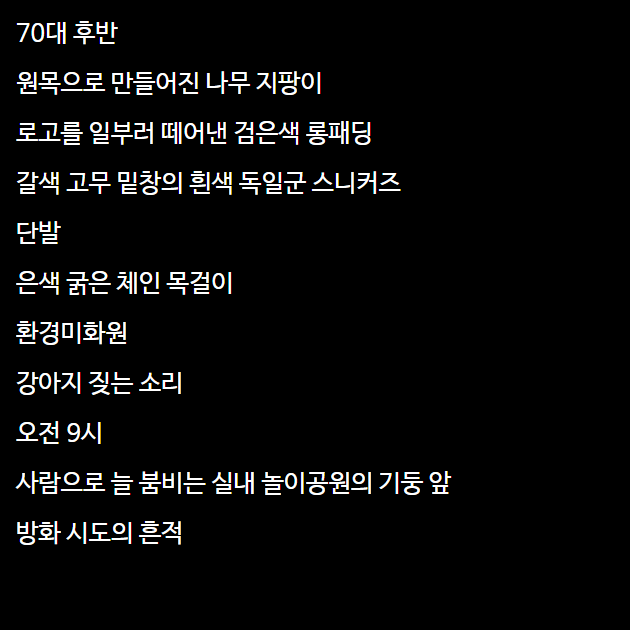 70대 후반
원목으로 만들어진 나무 지팡이
로고를 일부러 떼어낸 검은색 롱패딩
갈색 고무 밑창의 흰색 독일군 스니커즈
단발
은색 굵은 체인 목걸이
환경미화원
강아지 짖는 소리
오전 9시
사람으로 늘 붐비는 실내 놀이공원의 기둥 앞
방화 시도의 흔적